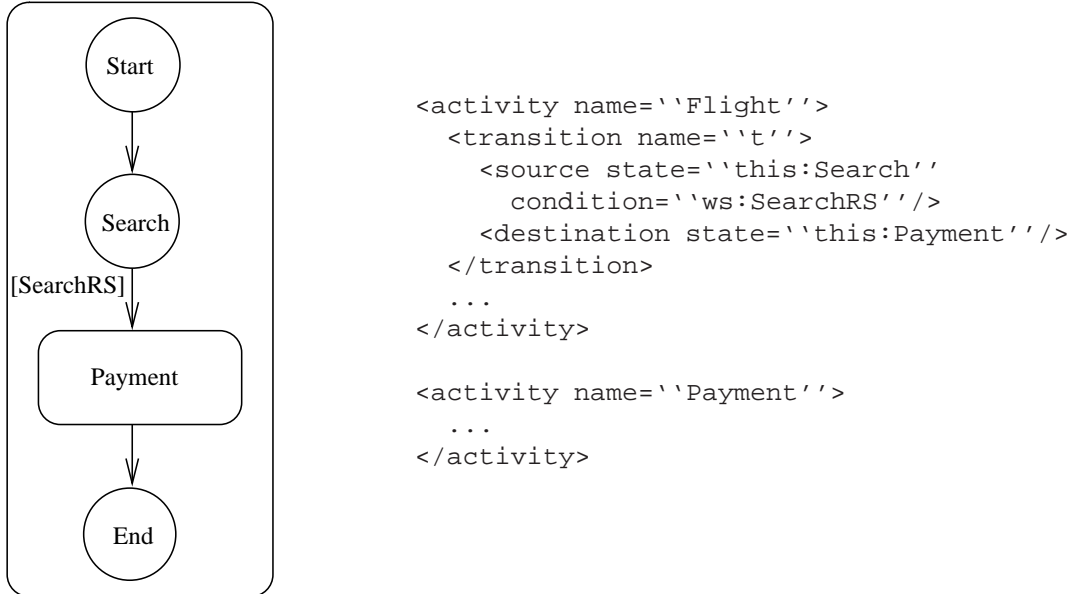 Start
Search
[SearchRS]
Payment
End
<activity name=‘‘Flight’’>
<transition name=‘‘t’’>
<source state=‘‘this:Search’’
condition=‘‘ws:SearchRS’’/>
<destination state=‘‘this:Payment’’/>
</transition>
...
</activity>
<activity name=‘‘Payment’’>
...
</activity>